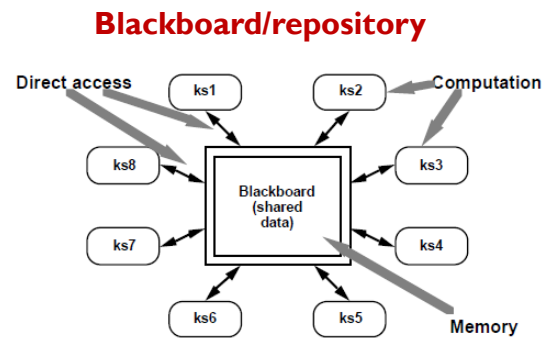 Blackboard/repository
Direct access
ks1
ks2
Computation
ks8
ks3
Blackboard
(shared
data)
ks7
ks4
ks6
ks5
Memory